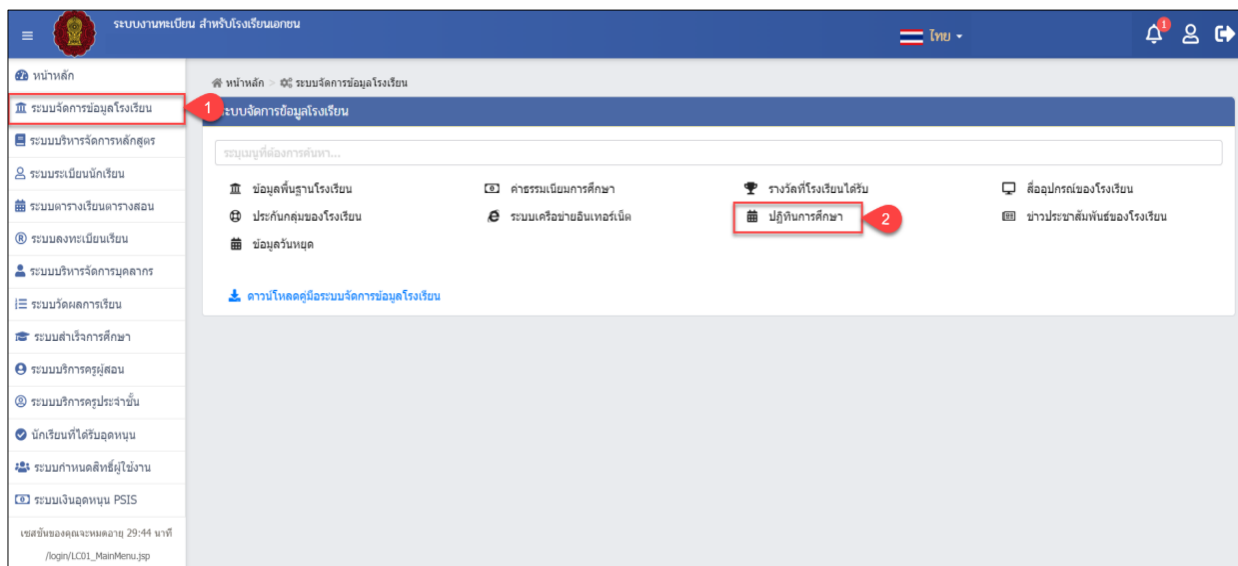 ระบบงานทะเบียน สำหรับโรงเรียนเอกชน
ไทย
1
หน้าหลัก
ระบบจัดการข้อมูลโรงเรียน
1
ระบบบริหารจัดการหลักสูตร
ระบบระเบียนนักเรียน
ระบบตารางเรียนตารางสอน
ระบบลงทะเบียนเรียน
ระบบบริหารจัดการบุคลากร
ระบบวัดผลการเรียน
ระบบสำเร็จการศึกษา
ระบบบริการครูผู้สอน
ระบบบริการครูประจำชั้น
นักเรียนที่ได้รับอุดหนุน
ระบบกำหนดสิทธิ์ผู้ใช้งาน
ระบบเงินอุดหนุน PSIS
เซสชันของคุณจะหมดอายุ 29:44 นาที
/login/LC01_MainMenu.jsp
หน้าหลัก > ระบบจัดการข้อมูลโรงเรียน
ระบบจัดการข้อมูลโรงเรียน
ระบุเมนูที่ต้องการค้นหา...
ข้อมูลพื้นฐานโรงเรียน ค่าธรรมเนียมการศึกษา รางวัลที่โรงเรียนได้รับ สื่ออุปกรณ์ของโรงเรียน
ประกันกลุ่มของโรงเรียน ระบบเครือข่ายอินเทอร์เน็ต ปฏิทินการศึกษา 2 ข่าวประชาสัมพันธ์ของโรงเรียน
ข้อมูลวันหยุด
ดาวน์โหลดคู่มือระบบจัดการข้อมูลโรงเรียน